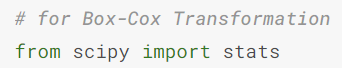 # for Box-Cox Transformation
from scipy import stats